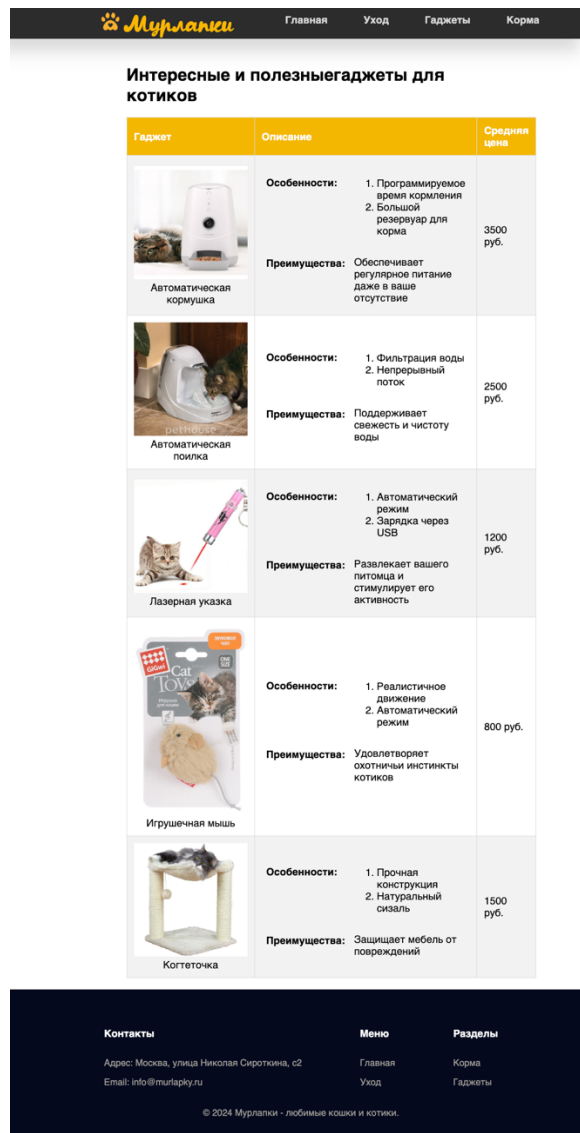 Мурлапки
Главная Уход Гаджеты Корма
Интересные и полезныегаджеты для
котиков
Гаджет Описание Средняя
цена
Особенности: 1. Программируемое
время кормления
2. Большой
резервуар для
корма
3500
руб.
Преимущества: Обеспечивает
регулярное питание
даже в ваше
отсутствие
Автоматическая
кормушка
Особенности: 1. Фильтрация воды
2. Непрерывный
поток
2500
руб.
Преимущества: Поддерживает
свежесть и чистоту
воды
pethouse
Автоматическая
поилка
Особенности: 1. Автоматический
режим
2. Зарядка через
USB
1200
руб.
Преимущества: Развлекает вашего
питомца и
стимулирует его
активность
Лазерная указка
GiGwi
ONE
SIZE
Cat
Toys
Особенности: 1. Реалистичное
движение
2. Автоматический
режим
800 руб.
Преимущества: Удовлетворяет
охотничьи инстинкты
котиков
Игрушечная мышь
Особенности: 1. Прочная
конструкция
2. Натуральный
сизаль
1500
руб.
Преимущества: Защищает мебель от
повреждений
Когтеточка
Контакты Меню Разделы
Адрес: Москва, улица Николая Сироткина, с2 Главная Корма
Email: info@murlapky.ru Уход Гаджеты
© 2024 Мурлапки - любимые кошки и котики.